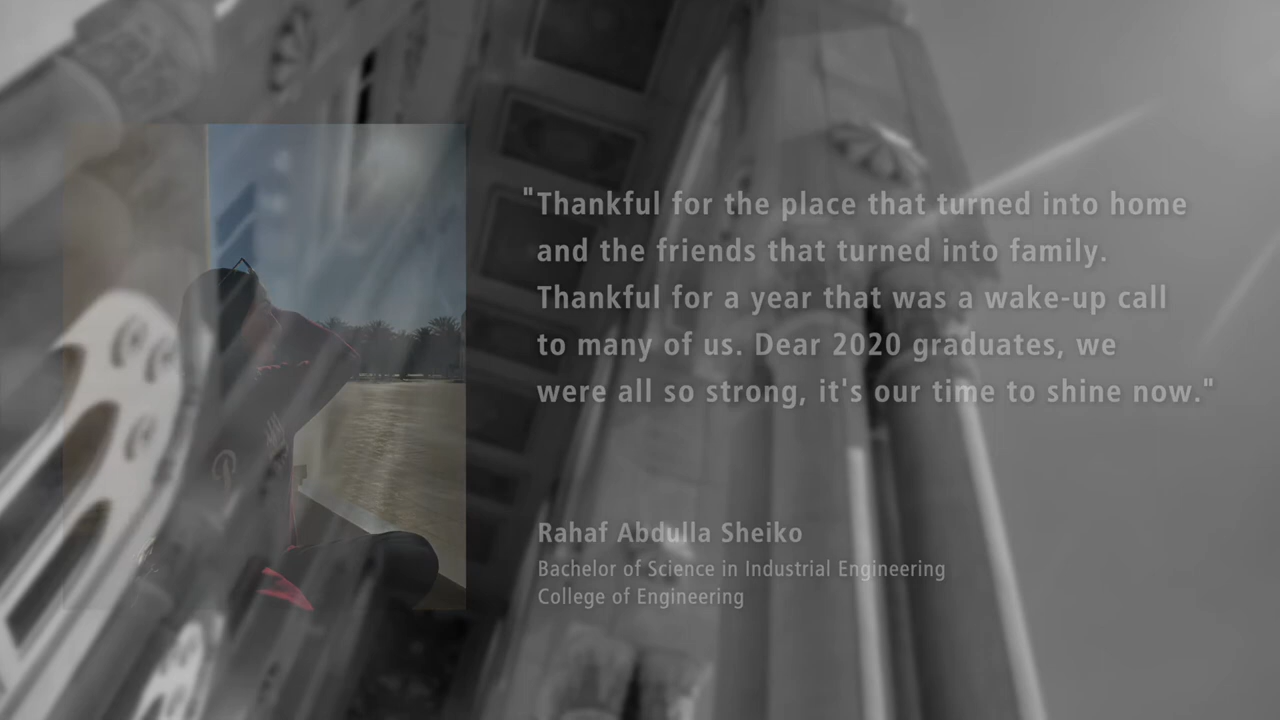 "Thankful for the place that turned into home
and the friends that turned into family.
Thankful for a year that was a wake-up call
to many of us. Dear 2020 graduates, we
were all so strong, it's our time to shine now."
Rahaf Abdulla Sheiko
Bachelor of Science in Industrial Engineering
College of Engineering